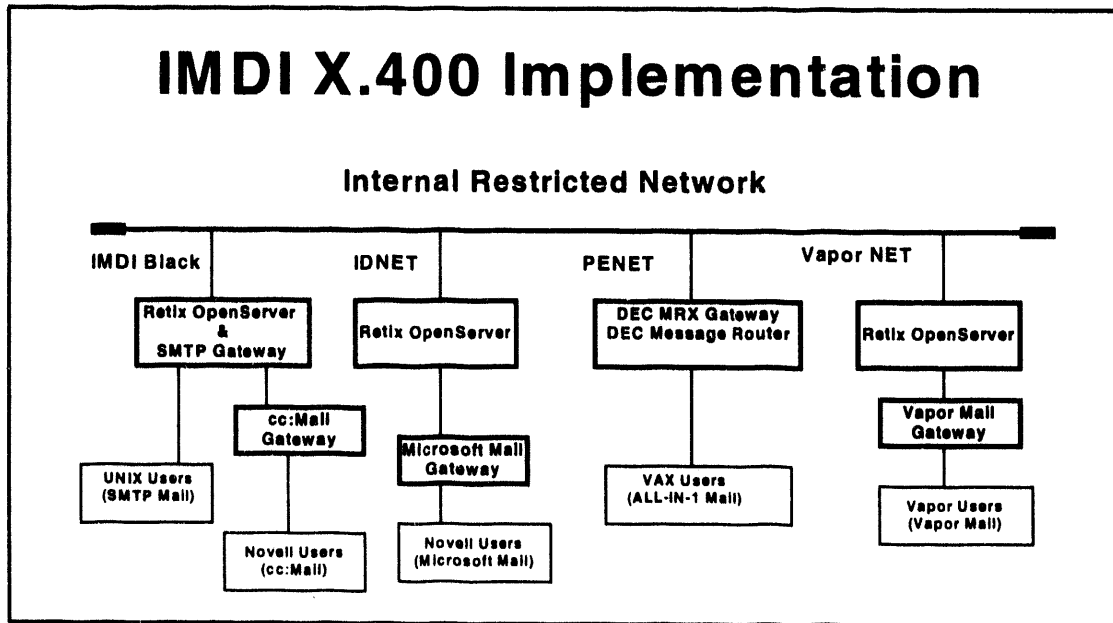 IMDI X.400 Implementation
Internal Restricted Network
IMDI Black
IDNET
PENET
Vapor NET
Retix OpenServer
&
SMTP Gateway
Retix OpenServer
DEC MRX Gateway
DEC Message Router
Retix OpenServer
cc:Mail
Gateway
Microsoft Mail
Gateway
Vapor Mail
Gateway
UNIX Users
(SMTP Mail)
Novell Users
(cc:Mail)
Novell Users
(Microsoft Mail)
VAX Users
(ALL-IN-1 Mail)
Vapor Users
(Vapor Mail)